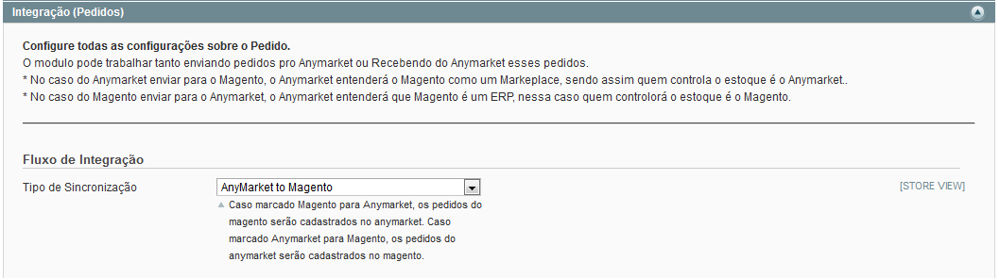 Integração (Pedidos)
Configure todas as configurações sobre o Pedido.
O modulo pode trabalhar tanto enviando pedidos pro Anymarket ou Recebendo do Anymarket esses pedidos.
* No caso do Anymarket enviar para o Magento, o Anymarket entenderá o Magento como um Markeplace, sendo assim quem controla o estoque é o Anymarket..
* No caso do Magento enviar para o Anymarket, o Anymarket entenderá que Magento é um ERP, nessa caso quem controlorá o estoque é o Magento.
Fluxo de Integração
Tipo de Sincronização
AnyMarket to Magento
[STORE VIEW]
Caso marcado Magento para Anymarket, os pedidos do
magento serão cadastrados no anymarket. Caso
marcado Anymarket para Magento, os pedidos do
anymarket serão cadastrados no magento.